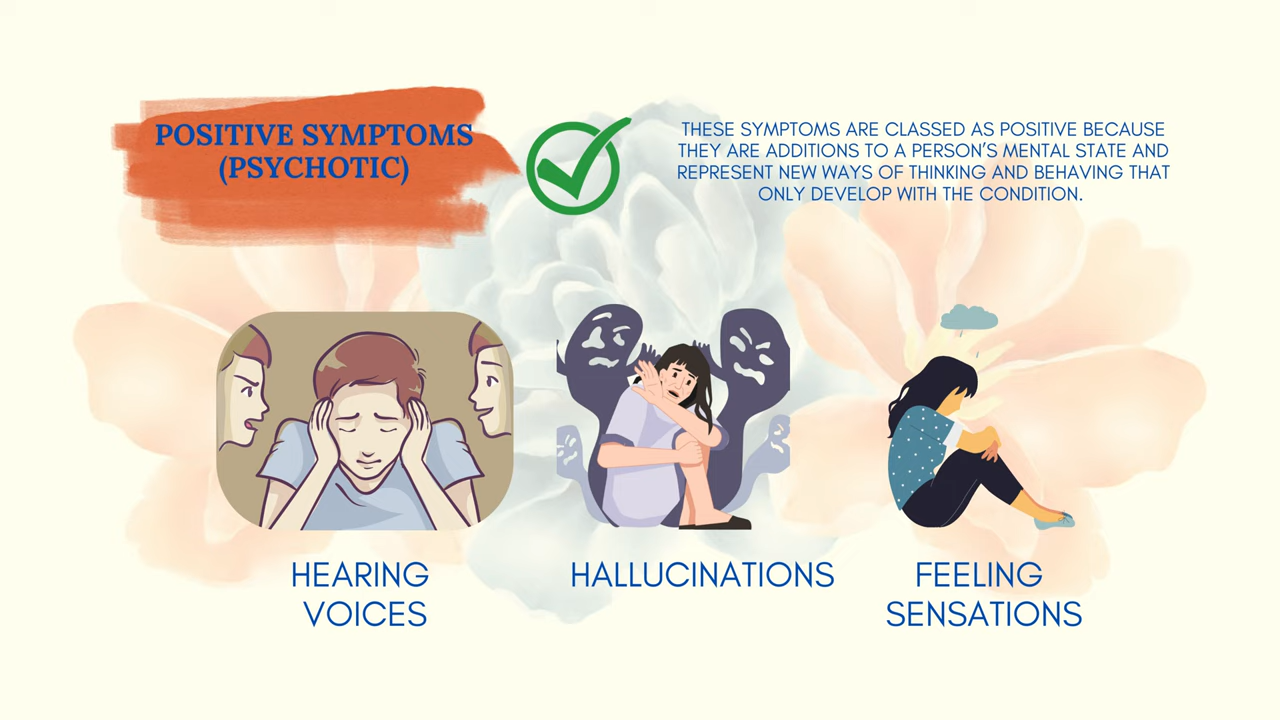 POSITIVE SYMPTOMS
(PSYCHOTIC)
THESE SYMPTOMS ARE CLASSED AS POSITIVE BECAUSE
THEY ARE ADDITIONS TO A PERSON’S MENTAL STATE AND
REPRESENT NEW WAYS OF THINKING AND BEHAVING THAT
ONLY DEVELOP WITH THE CONDITION.
HEARING
VOICES
HALLUCINATIONS
FEELING
SENSATIONS